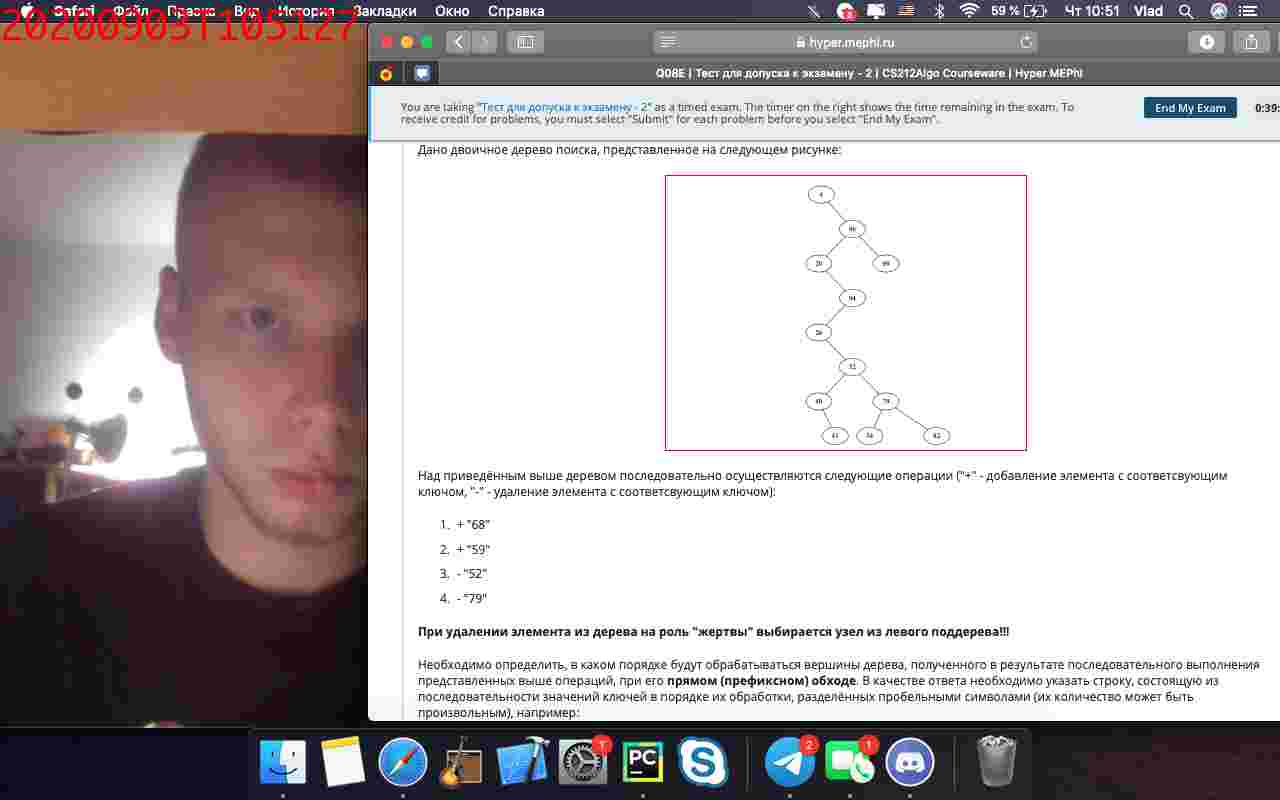 Safari Файл Правка Вид История Закладки Окно Справка
59 % Чт 10:51 Vlad
20200903T105127
hyper.mephi.ru
Q08E | Тест для допуска к экзамену - 2 | CS212Algo Courseware | Hyper.MEPhI
You are taking "Тест для допуска к экзамену - 2" as a timed exam. The timer on the right shows the time remaining in the exam. To
receive credit for problems, you must select "Submit" for each problem before you select "End My Exam".
End My Exam
0:39:
Дано двоичное дерево поиска, представленное на следующем рисунке:
4
20
94
79
82
Над приведённым выше деревом последовательно осуществляются следующие операции ("+" - добавление элемента с соответсвующим
ключом, "-" - удаление элемента с соответсвующим ключом):
1. + "68"
2. + "59"
3. - "52"
4. - "79"
При удалении элемента из дерева на роль "жертвы" выбирается узел из левого поддерева!!!
Необходимо определить, в каком порядке будут обрабатываться вершины дерева, полученного в результате последовательного выполнения
представленных выше операций, при его прямом (префиксном) обходе. В качестве ответа необходимо указать строку, состоящую из
последовательности значений ключей в порядке их обработки, разделённых пробельными символами (их количество может быть
произвольным), например:
1
PC
2
1